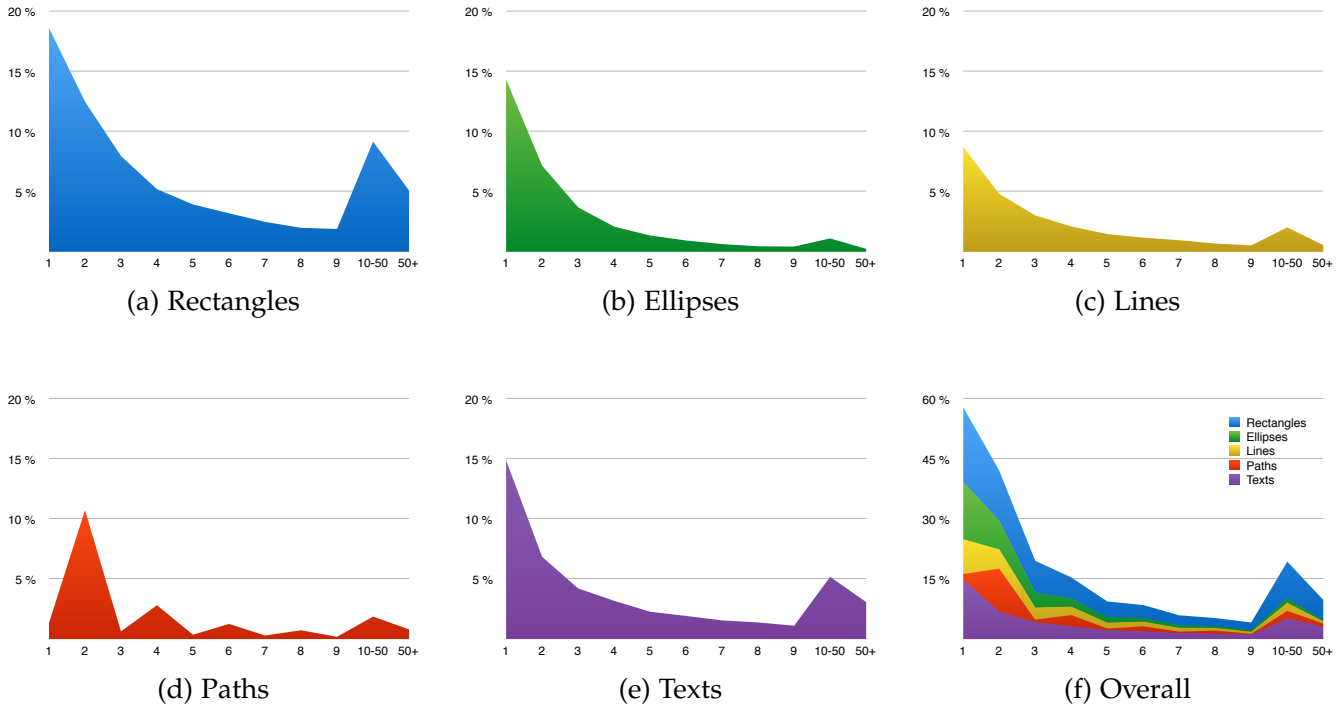 20 %
15 %
10 %
5 %
1 2 3 4 5 6 7 8 9 10-50 50+
(a) Rectangles
20 %
15 %
10 %
5 %
1 2 3 4 5 6 7 8 9 10-50 50+
(b) Ellipses
20 %
15 %
10 %
5 %
1 2 3 4 5 6 7 8 9 10-50 50+
(c) Lines
20 %
15 %
10 %
5 %
1 2 3 4 5 6 7 8 9 10-50 50+
(d) Paths
20 %
15 %
10 %
5 %
1 2 3 4 5 6 7 8 9 10-50 50+
(e) Texts
60 %
45 %
30 %
15 %
Rectangles
Ellipses
Lines
Paths
Texts
1 2 3 4 5 6 7 8 9 10-50 50+
(f) Overall